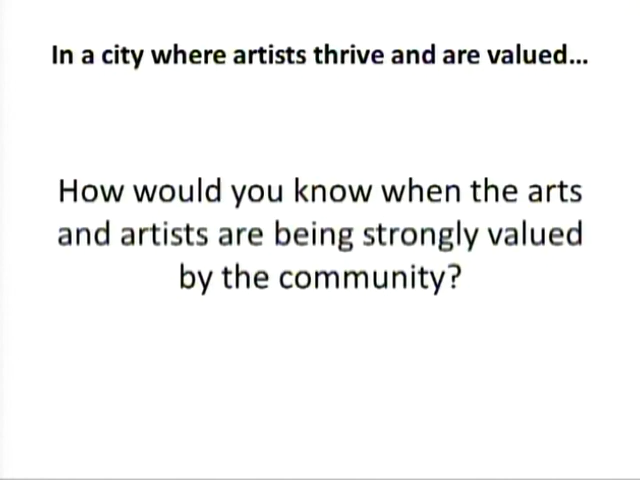 In a city where artists thrive and are valued...
How would you know when the arts
and artists are being strongly valued
by the community?